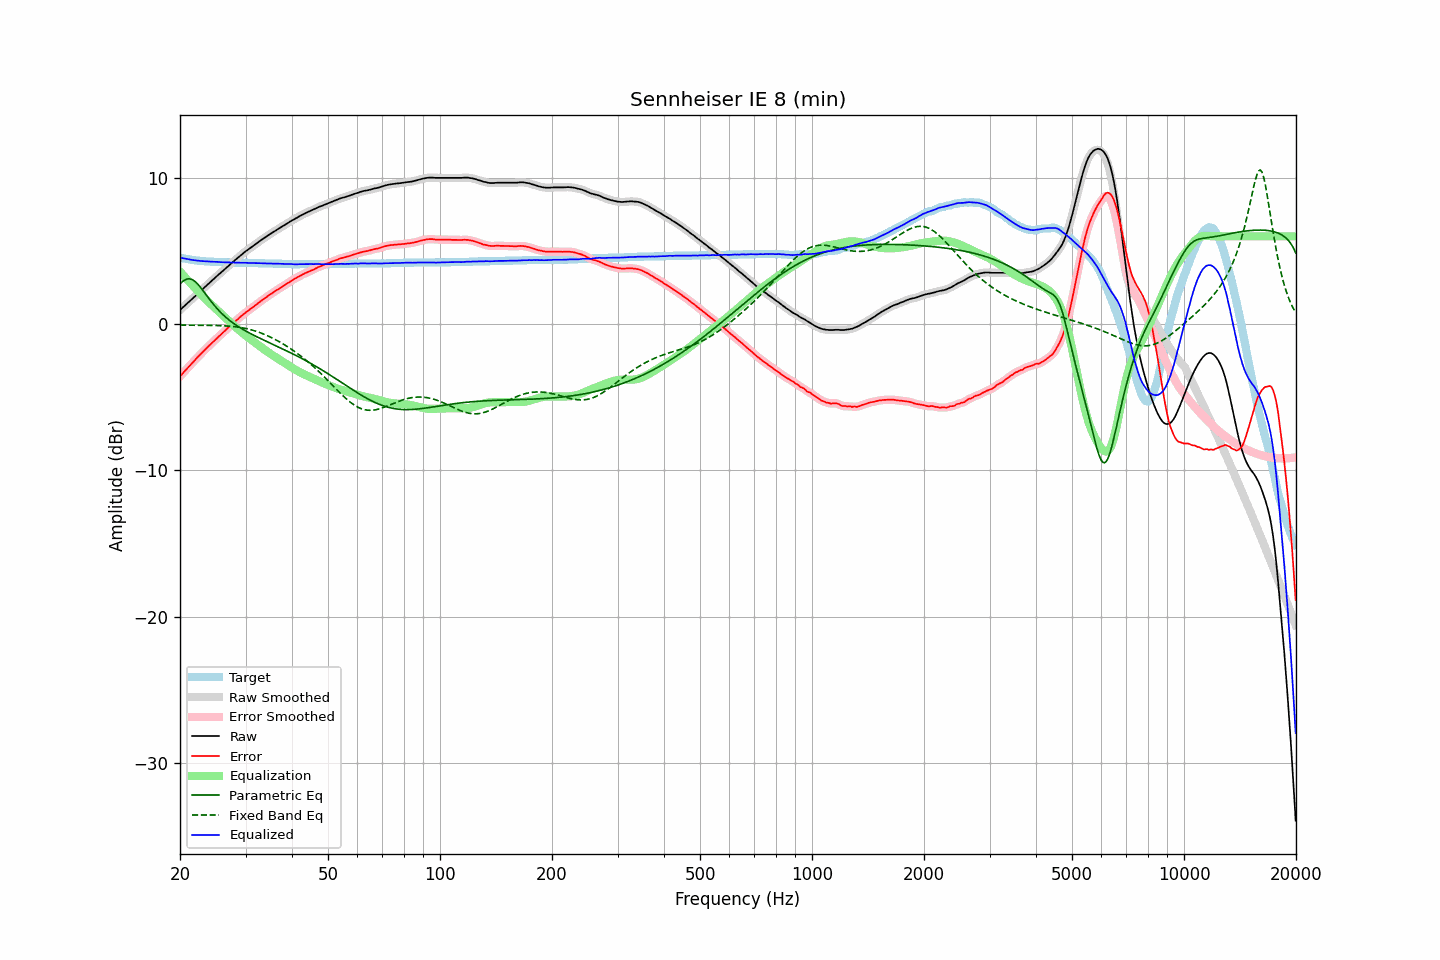 Sennheiser IE 8 (min)
10
0
−10
−20
−30
Amplitude (dBr)
Target
Raw Smoothed
Error Smoothed
Raw
Error
Equalization
Parametric Eq
Fixed Band Eq
Equalized
20
50
100
200
500
1000
2000
5000
10000
20000
Frequency (Hz)